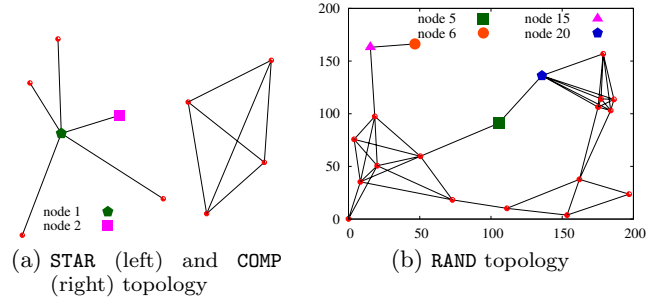 node 1
node 2
(a) STAR (left) and COMP
(right) topology
node 5 node 15
node 6 node 20
200
150
100
50
0
0 50 100 150 200
(b) RAND topology